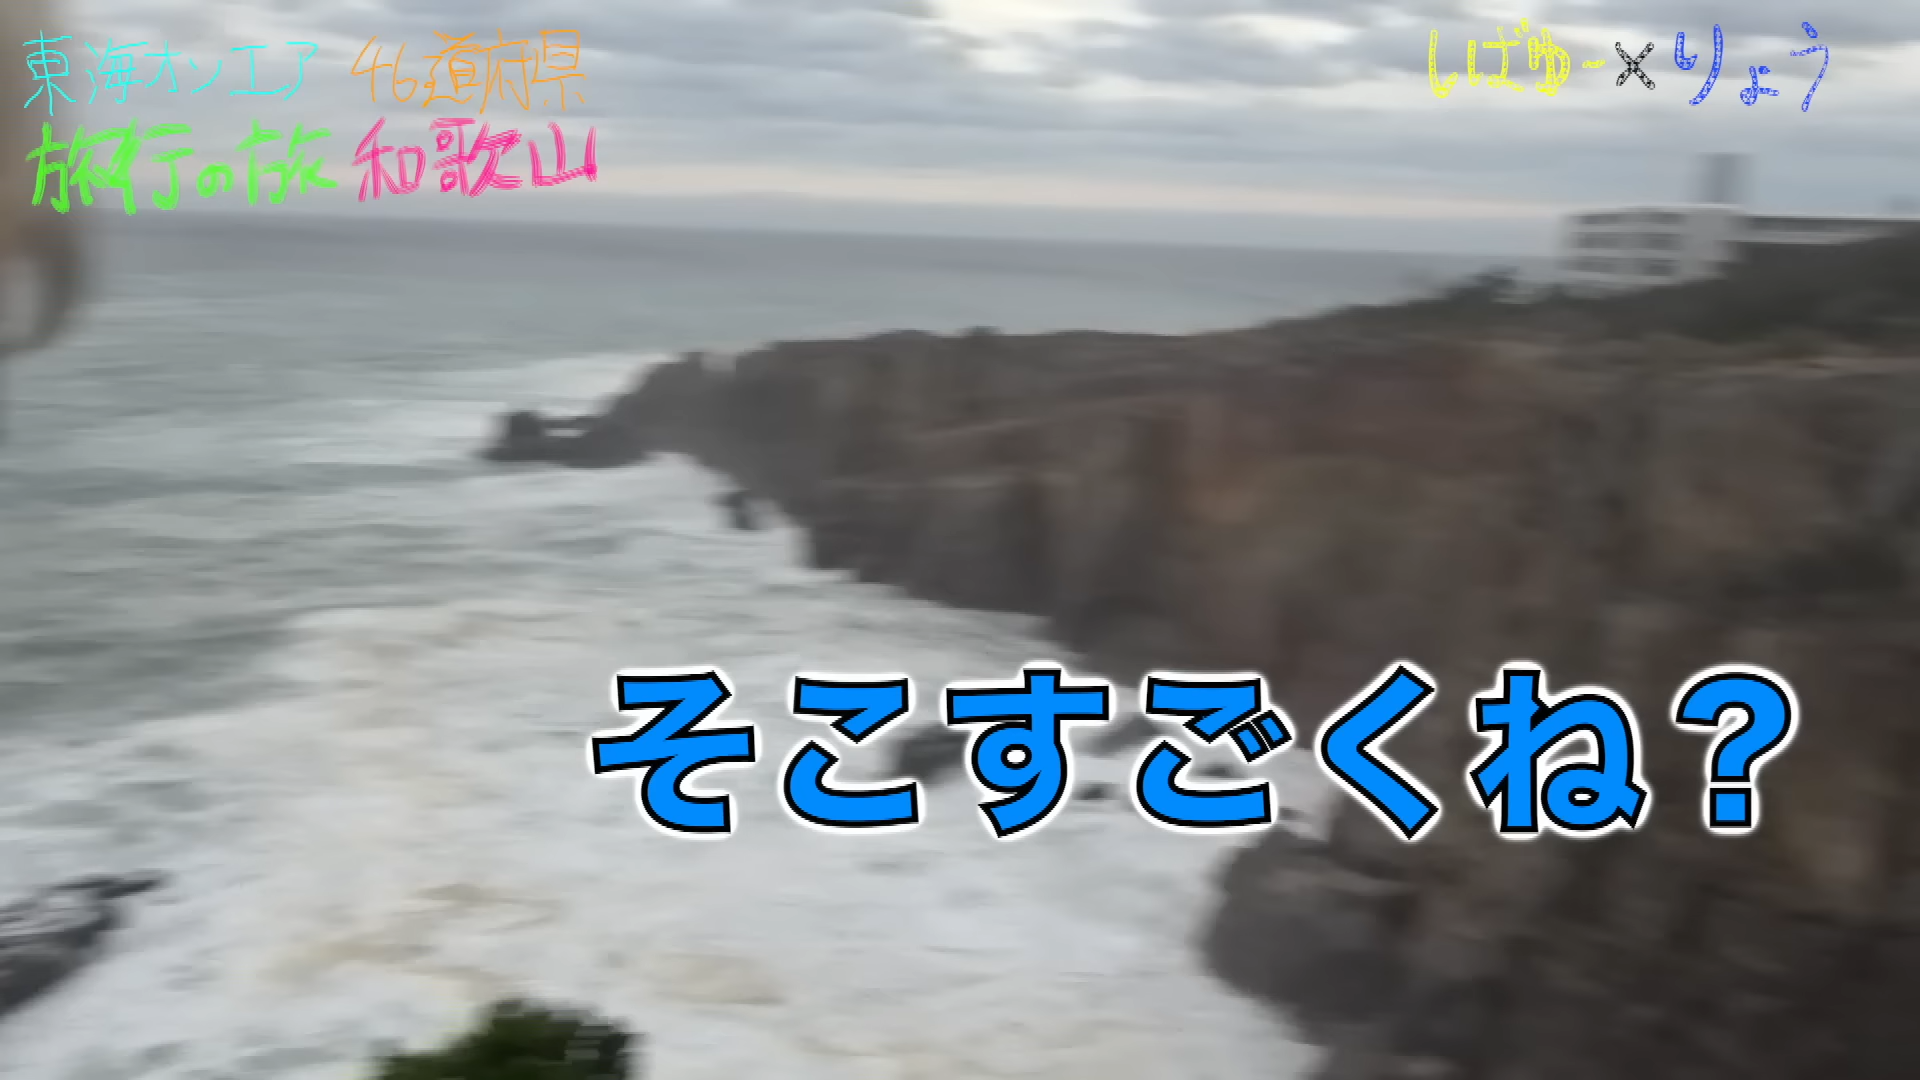 東海オンエア 46道府県
旅行の旅 和歌山
しばゆー×りょう
そこすごくね？